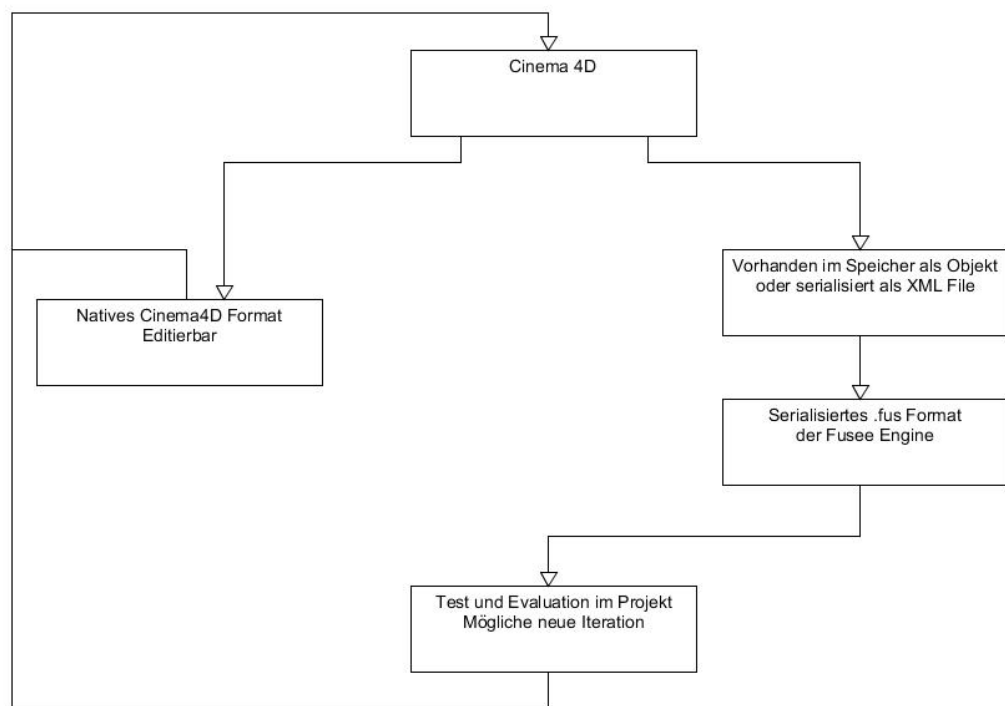 Cinema 4D
Vorhanden im Speicher als Objekt
oder serialisiert als XML File
Natives Cinema4D Format
Editierbar
Serialisiertes .fus Format
der Fusee Engine
Test und Evaluation im Projekt
Mögliche neue Iteration